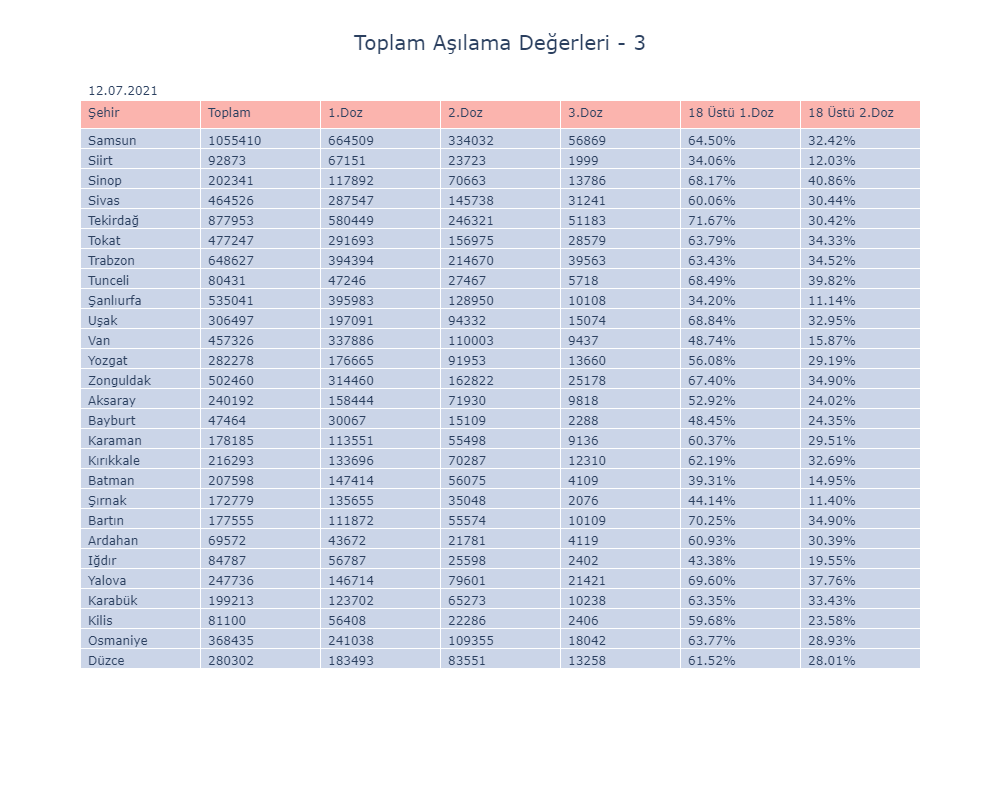 Toplam Aşılama Değerleri - 3
12.07.2021
Şehir Toplam 1.Doz 2.Doz 3.Doz 18 Üstü 1.Doz 18 Üstü 2.Doz
Samsun 1055410 664509 334032 56869 64.50% 32.42%
Siirt 92873 67151 23723 1999 34.06% 12.03%
Sinop 202341 117892 70663 13786 68.17% 40.86%
Sivas 464526 287547 145738 31241 60.06% 30.44%
Tekirdağ 877953 580449 246321 51183 71.67% 30.42%
Tokat 477247 291693 156975 28579 63.79% 34.33%
Trabzon 648627 394394 214670 39563 63.43% 34.52%
Tunceli 80431 47246 27467 5718 68.49% 39.82%
Şanlıurfa 535041 395983 128950 10108 34.20% 11.14%
Uşak 306497 197091 94332 15074 68.84% 32.95%
Van 457326 337886 110003 9437 48.74% 15.87%
Yozgat 282278 176665 91953 13660 56.08% 29.19%
Zonguldak 502460 314460 162822 25178 67.40% 34.90%
Aksaray 240192 158444 71930 9818 52.92% 24.02%
Bayburt 47464 30067 15109 2288 48.45% 24.35%
Karaman 178185 113551 55498 9136 60.37% 29.51%
Kırıkkale 216293 133696 70287 12310 62.19% 32.69%
Batman 207598 147414 56075 4109 39.31% 14.95%
Şırnak 172779 135655 35048 2076 44.14% 11.40%
Bartın 177555 111872 55574 10109 70.25% 34.90%
Ardahan 69572 43672 21781 4119 60.93% 30.39%
Iğdır 84787 56787 25598 2402 43.38% 19.55%
Yalova 247736 146714 79601 21421 69.60% 37.76%
Karabük 199213 123702 65273 10238 63.35% 33.43%
Kilis 81100 56408 22286 2406 59.68% 23.58%
Osmaniye 368435 241038 109355 18042 63.77% 28.93%
Düzce 280302 183493 83551 13258 61.52% 28.01%